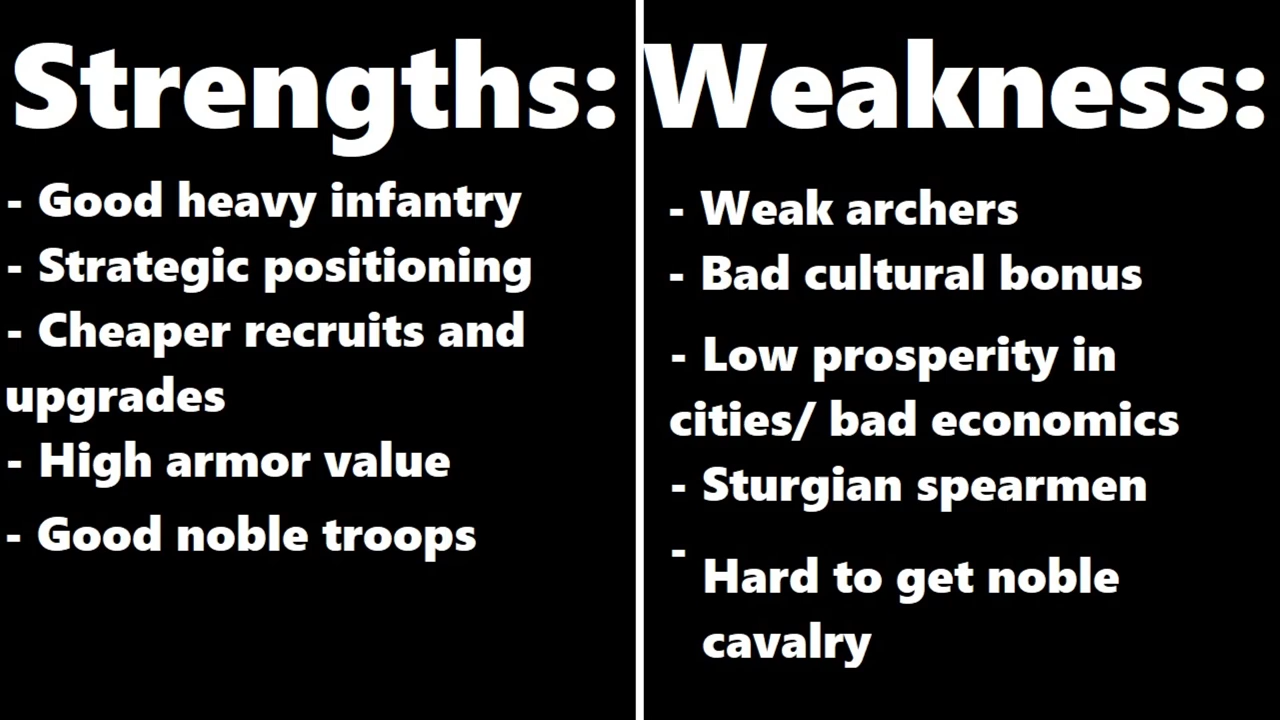 Strengths:
- Good heavy infantry
- Strategic positioning
- Cheaper recruits and
upgrades
- High armor value
- Good noble troops
Weakness:
- Weak archers
- Bad cultural bonus
- Low prosperity in
cities/ bad economics
- Sturgian spearmen
- Hard to get noble
cavalry